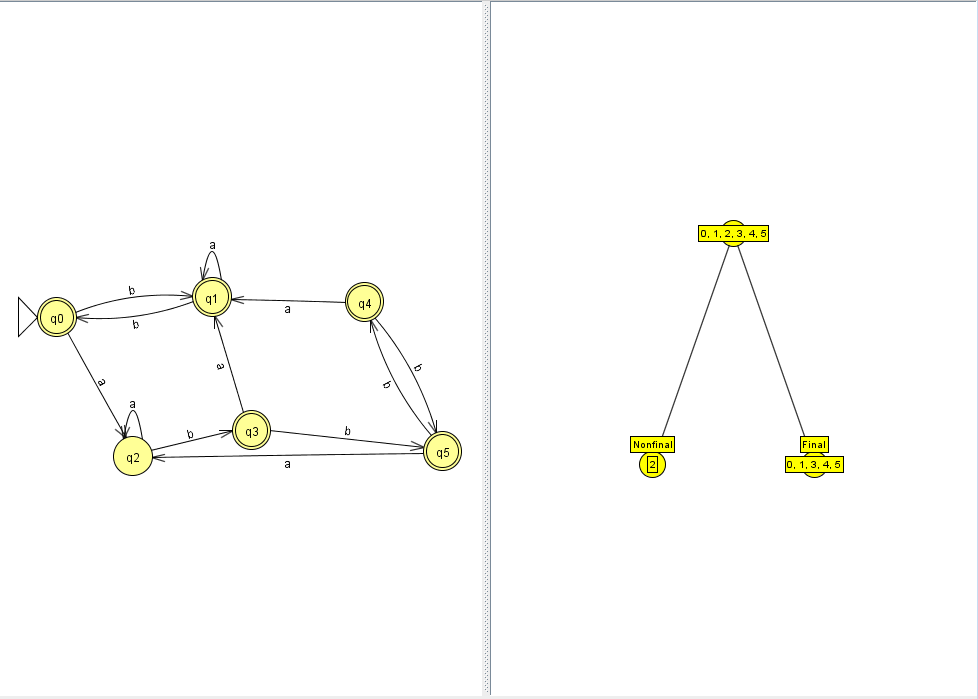 a
b
q1
q0
b
q4
a
a
a
b
b
a
b
q3
b
q2
q5
a
0, 1, 2, 3, 4, 5
Nonfinal
2
Final
0, 1, 3, 4, 5